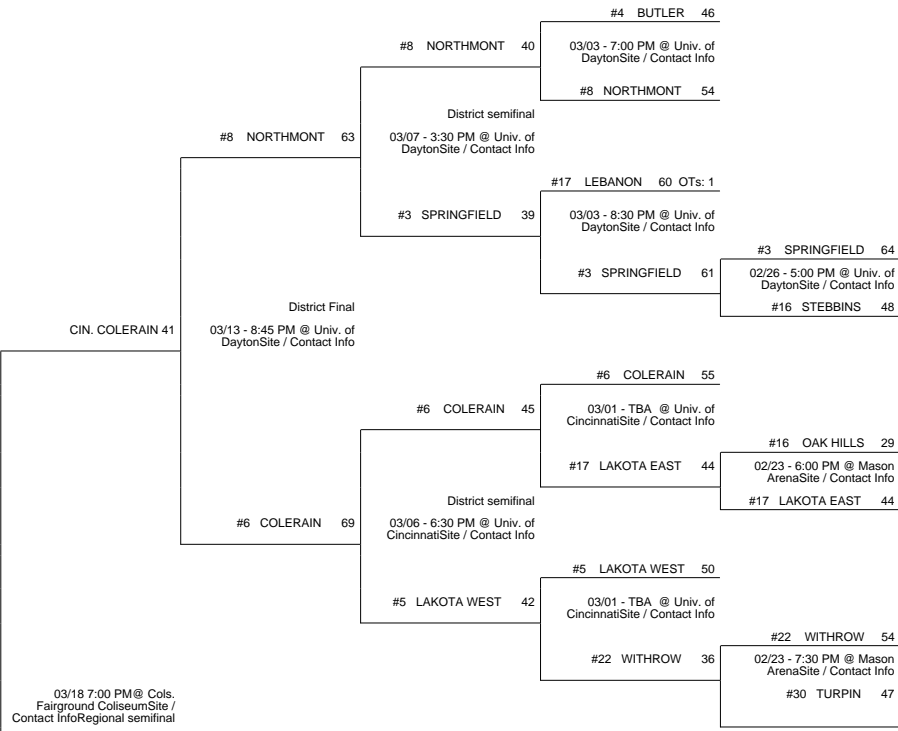 #4 BUTLER 46
#8 NORTHMONT 40
03/03 - 7:00 PM @ Univ. of
DaytonSite / Contact Info
#8 NORTHMONT 54
District semifinal
#8 NORTHMONT 63
03/07 - 3:30 PM @ Univ. of
DaytonSite / Contact Info
#17 LEBANON 60 OTs: 1
#3 SPRINGFIELD 39
03/03 - 8:30 PM @ Univ. of
DaytonSite / Contact Info
#3 SPRINGFIELD 64
#3 SPRINGFIELD 61
02/26 - 5:00 PM @ Univ. of
DaytonSite / Contact Info
#16 STEBBINS 48
District Final
CIN. COLERAIN 41
03/13 - 8:45 PM @ Univ. of
DaytonSite / Contact Info
#6 COLERAIN 55
#6 COLERAIN 45
03/01 - TBA @ Univ. of
CincinnatiSite / Contact Info
#16 OAK HILLS 29
#17 LAKOTA EAST 44
02/23 - 6:00 PM @ Mason
ArenaSite / Contact Info
#17 LAKOTA EAST 44
District semifinal
#6 COLERAIN 69
03/06 - 6:30 PM @ Univ. of
CincinnatiSite / Contact Info
#5 LAKOTA WEST 50
#5 LAKOTA WEST 42
03/01 - TBA @ Univ. of
CincinnatiSite / Contact Info
#22 WITHROW 54
#22 WITHROW 36
02/23 - 7:30 PM @ Mason
ArenaSite / Contact Info
#30 TURPIN 47
03/18 7:00 PM@ Cols.
Fairground ColiseumSite /
Contact InfoRegional semifinal